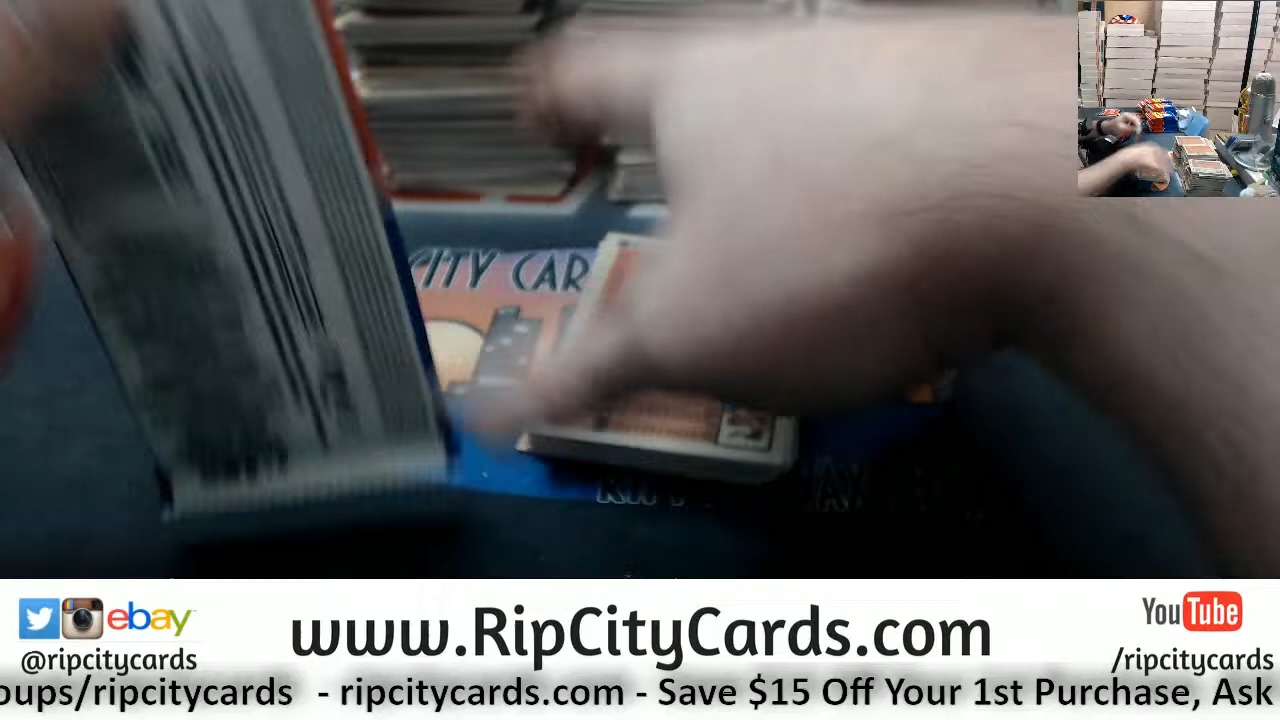 CITY CAR
www.RipCityCards.com
ebay
@ripcitycards
YouTube
/ripcitycards
oups/ripcitycards - ripcitycards.com - Save $15 Off Your 1st Purchase, Ask